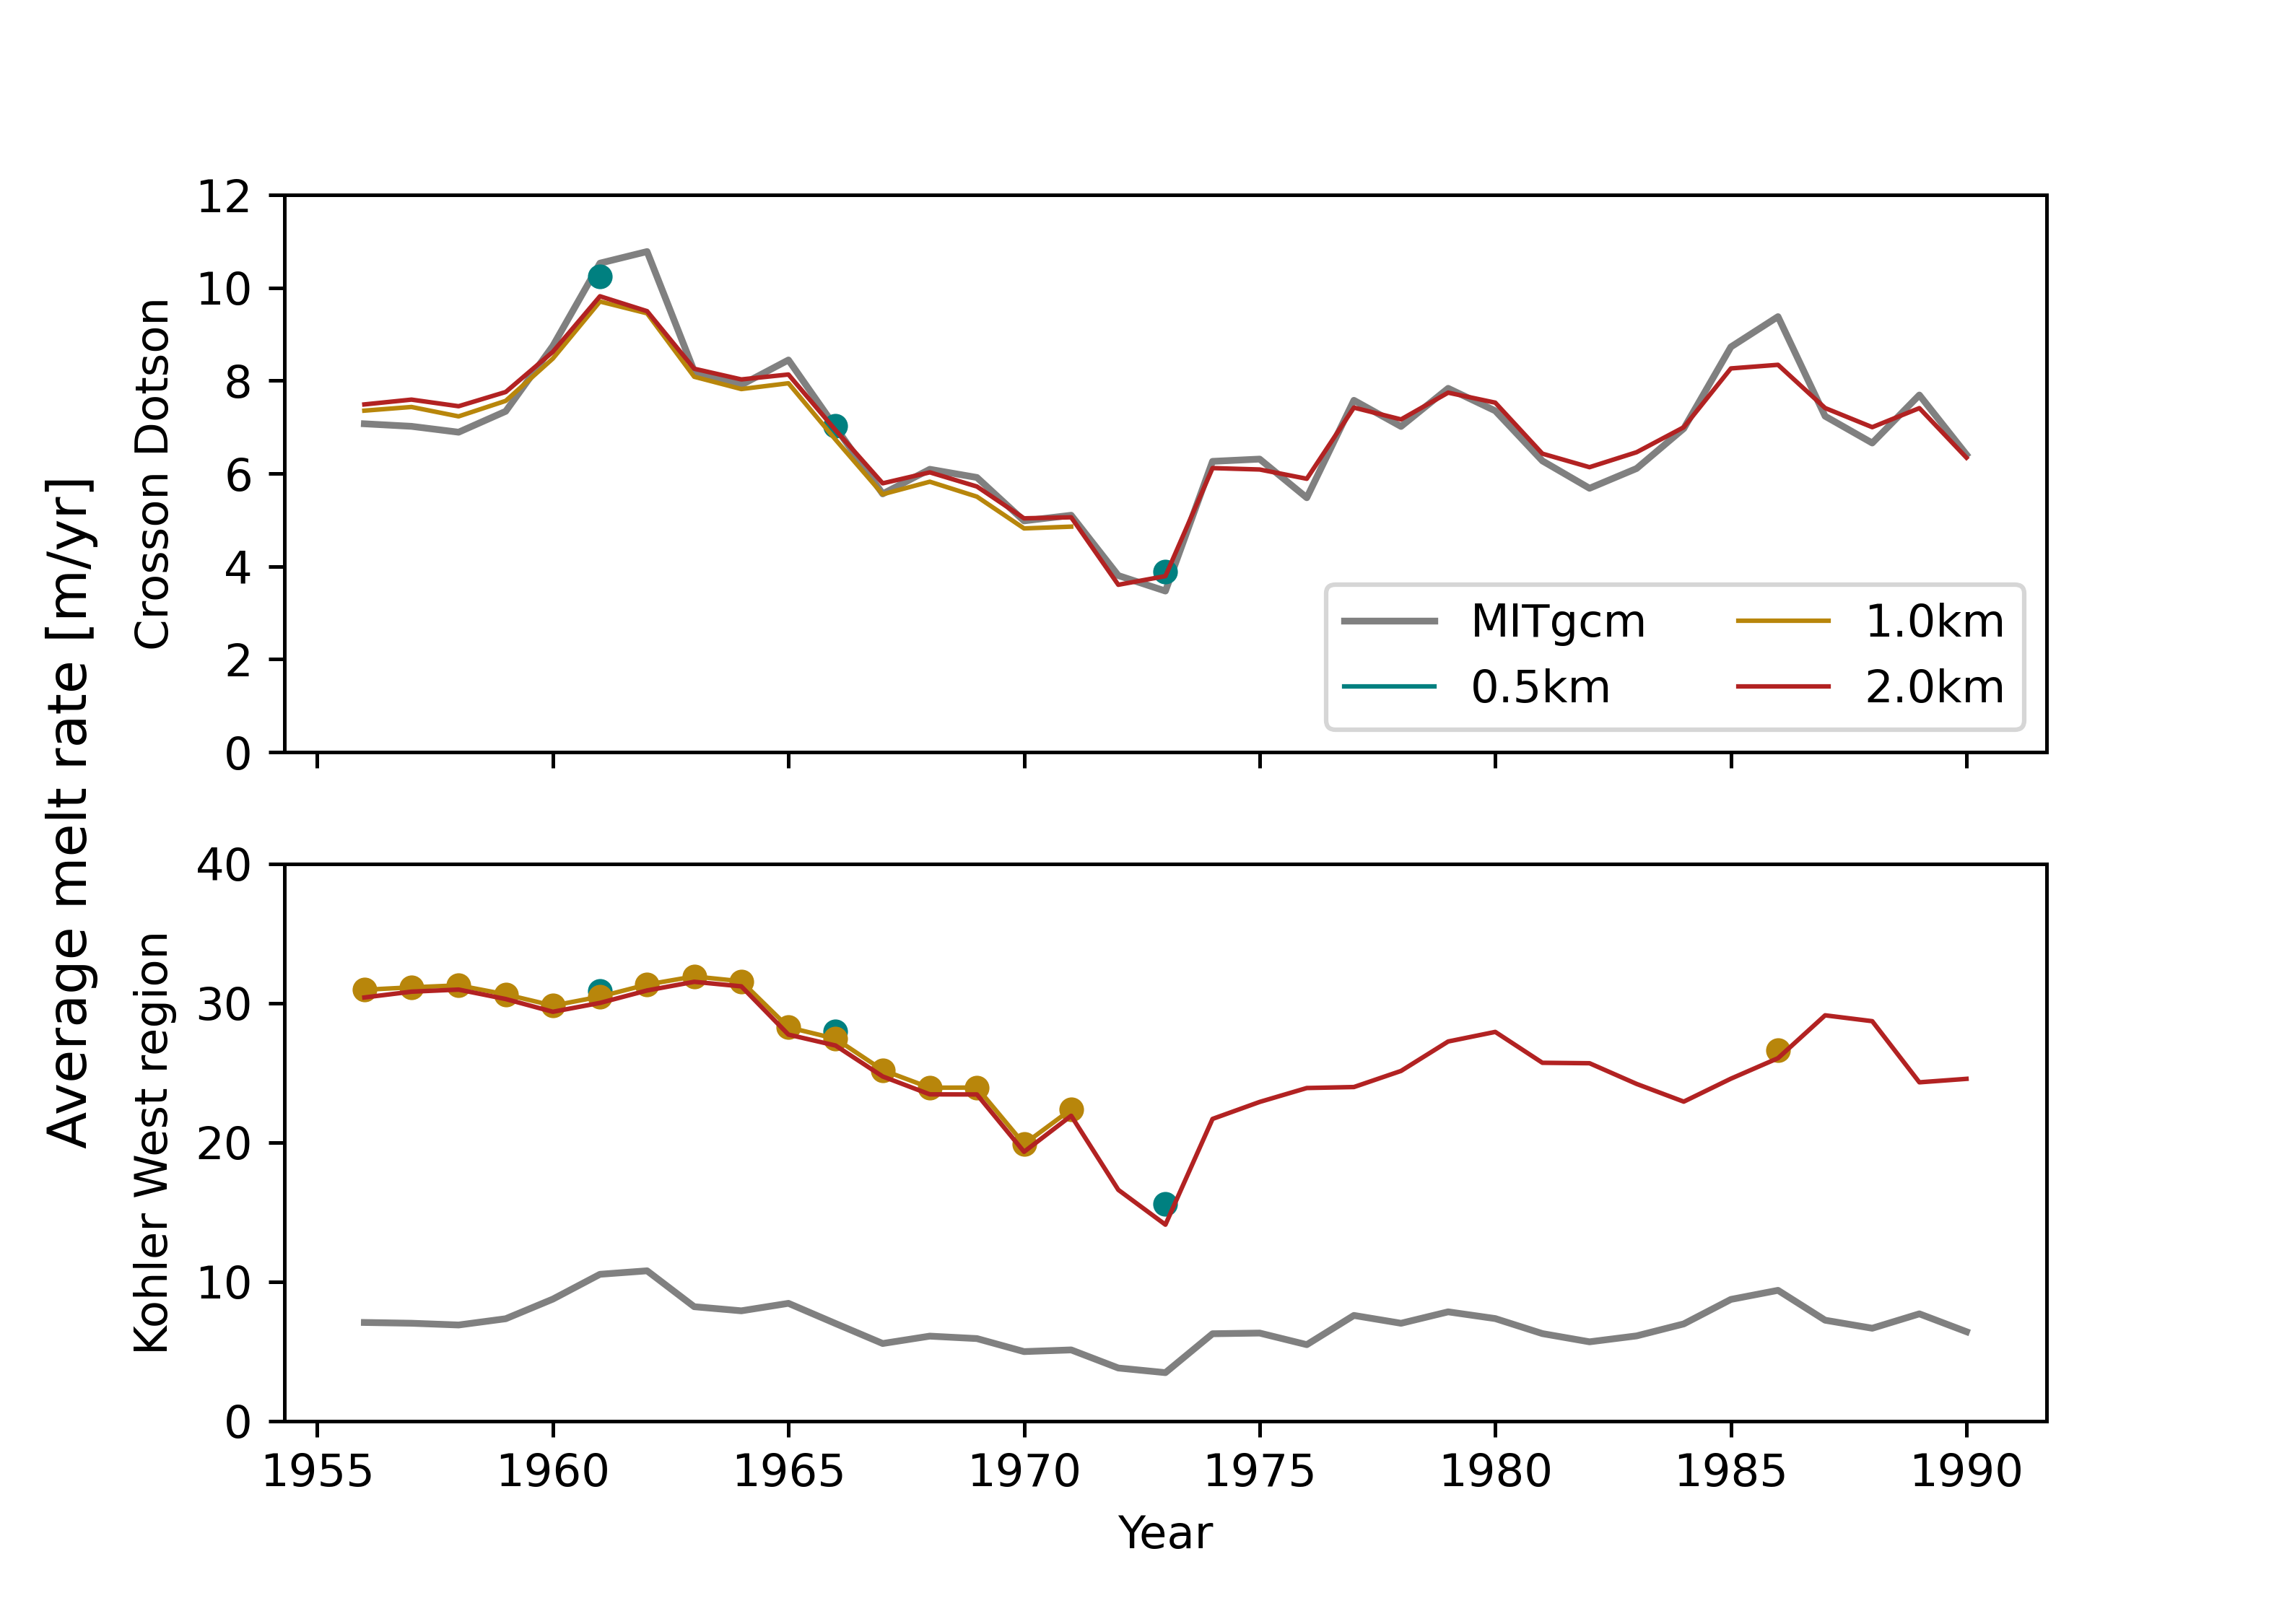 Average melt rate [m/yr]
Crosson Dotson
12
10
8
6
4
2
0
MITgcm
0.5km
1.0km
2.0km
Kohler West region
40
30
20
10
0
1955 1960 1965 1970 1975 1980 1985 1990
Year